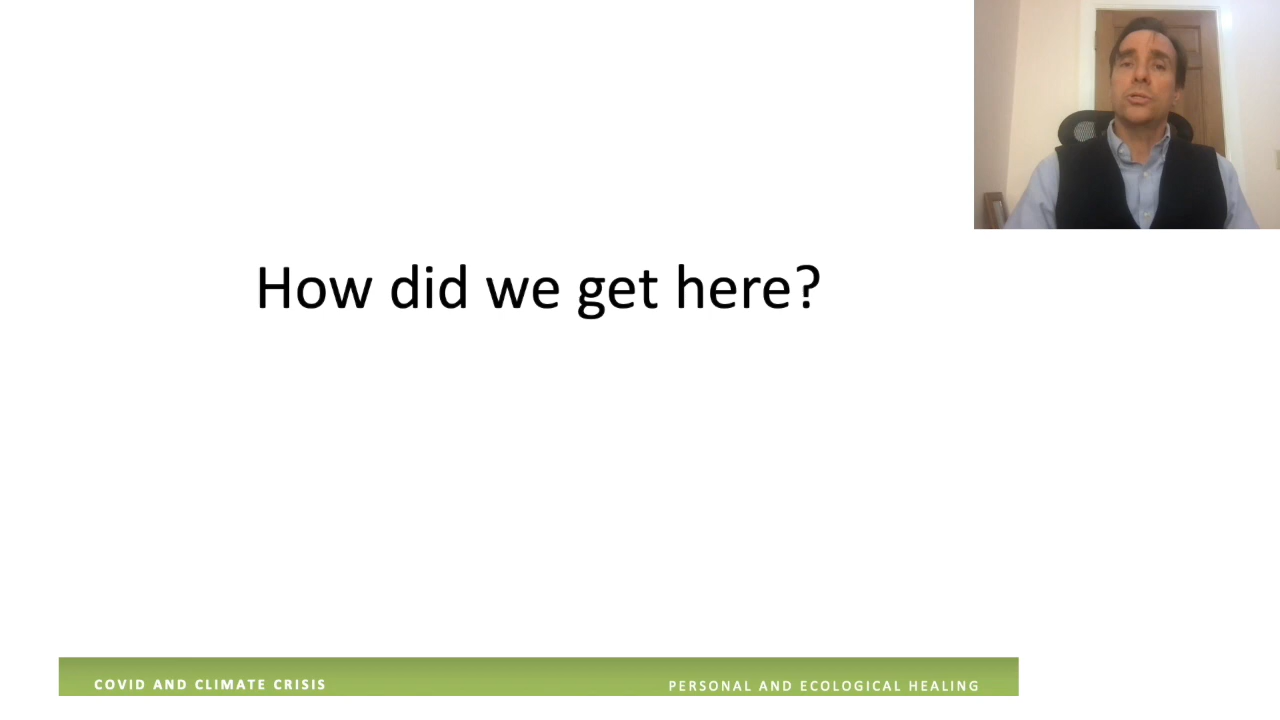 How did we get here?
COVID AND CLIMATE CRISIS
PERSONAL AND ECOLOGICAL HEALING